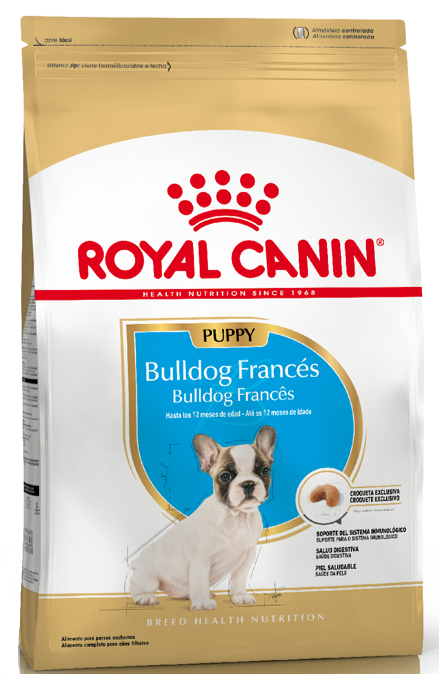 abre fácil
Atmósfera controlada
Atmosfera controlada
sistema zip: cierre hermético/abre e fecha
ROYAL CANIN®
HEALTH NUTRITION SINCE 1968
PUPPY
Bulldog Francés
Bulldog Francês
Hasta los 12 meses de edad - Até os 12 meses de idade
CROQUETA EXCLUSIVA
CROQUETE EXCLUSIVO
SOPORTE DEL SISTEMA INMUNOLÓGICO
SUPORTE PARA O SISTEMA IMUNOLÓGICO
SALUD DIGESTIVA
SAÚDE DIGESTIVA
PIEL SALUDABLE
SAÚDE DA PELE
BREED HEALTH NUTRITION
Alimento para perros cachorros
Alimento completo para cães filhotes